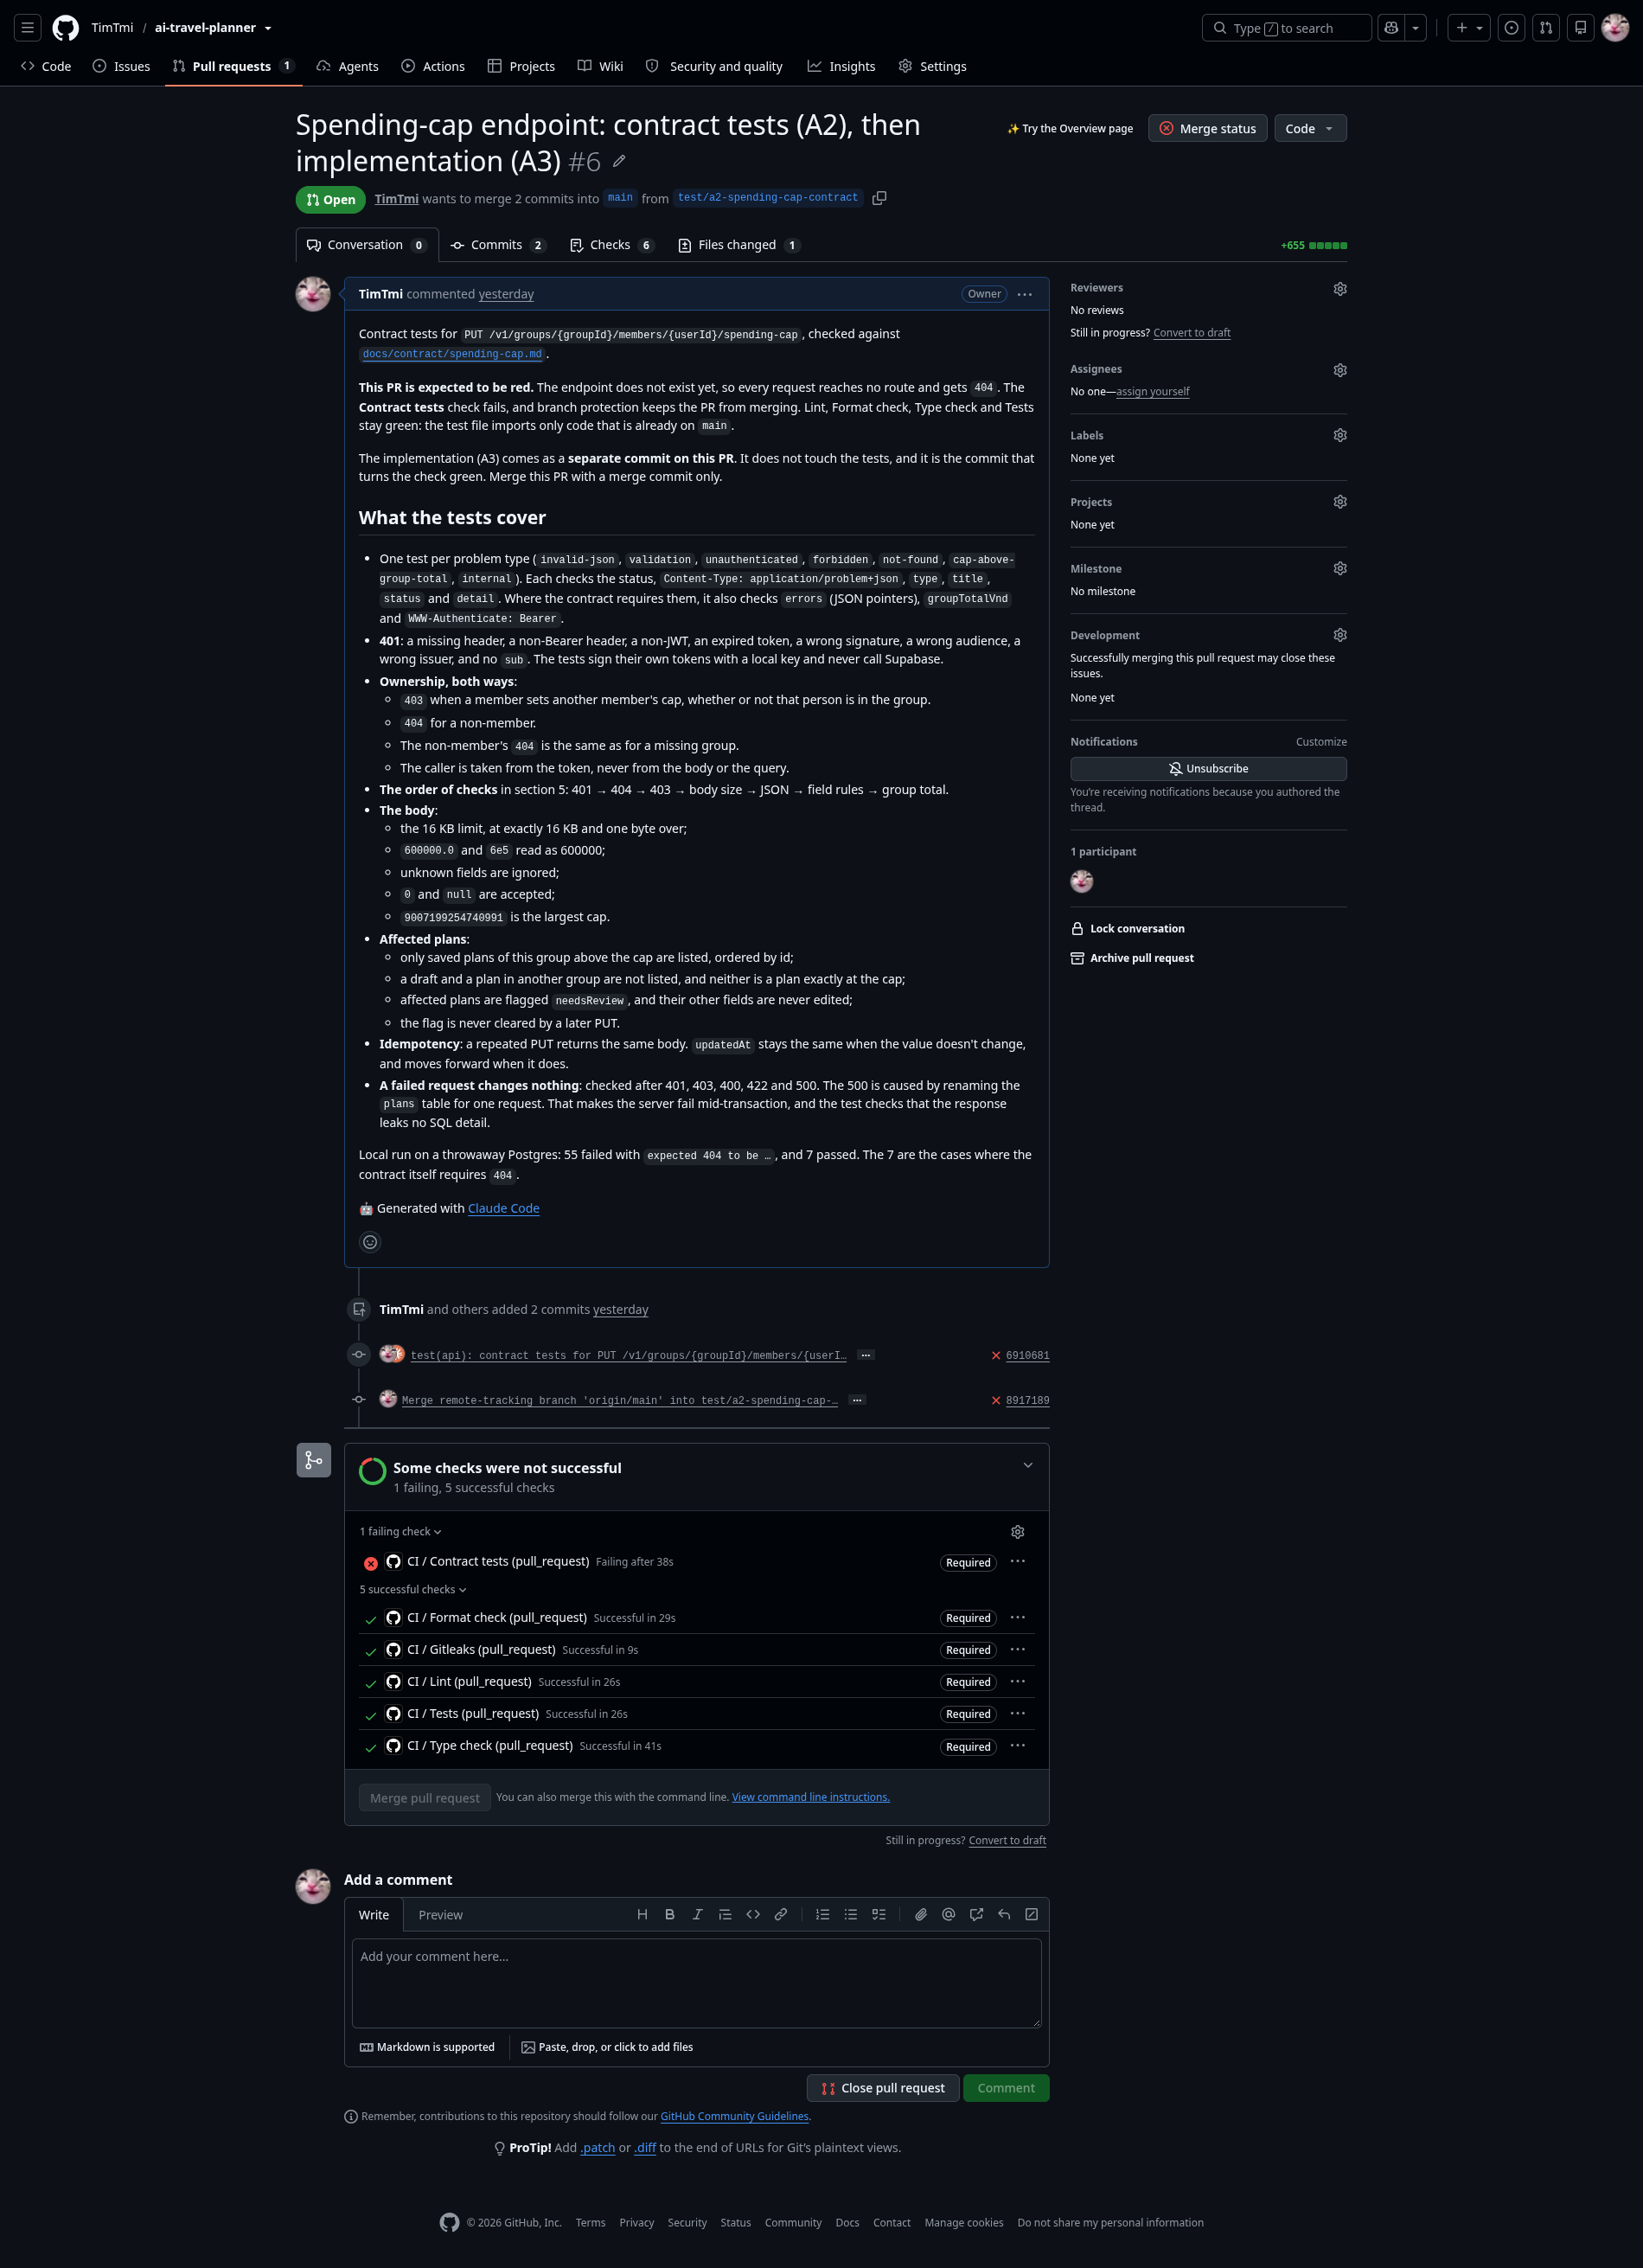 TimTmi / ai-travel-planner
Type / to search
Code
Issues
Pull requests 1
Agents
Actions
Projects
Wiki
Security and quality
Insights
Settings
Spending-cap endpoint: contract tests (A2), then
implementation (A3) #6
✨ Try the Overview page
Merge status
Code
Open
TimTmi wants to merge 2 commits into main from test/a2-spending-cap-contract
Conversation 0
Commits 2
Checks 6
Files changed 1
+655
TimTmi commented yesterday
Owner
Contract tests for PUT /v1/groups/{groupId}/members/{userId}/spending-cap, checked against
docs/contract/spending-cap.md.
This PR is expected to be red. The endpoint does not exist yet, so every request reaches no route and gets 404. The
Contract tests check fails, and branch protection keeps the PR from merging. Lint, Format check, Type check and Tests
stay green: the test file imports only code that is already on main.
The implementation (A3) comes as a separate commit on this PR. It does not touch the tests, and it is the commit that
turns the check green. Merge this PR with a merge commit only.
What the tests cover
• One test per problem type (invalid-json, validation, unauthenticated, forbidden, not-found, cap-above-
group-total, internal). Each checks the status, Content-Type: application/problem+json, type, title,
status and detail. Where the contract requires them, it also checks errors (JSON pointers), groupTotalVnd
and WWW-Authenticate: Bearer.
• 401: a missing header, a non-Bearer header, a non-JWT, an expired token, a wrong signature, a wrong audience, a
wrong issuer, and no sub. The tests sign their own tokens with a local key and never call Supabase.
• Ownership, both ways:
◦ 403 when a member sets another member's cap, whether or not that person is in the group.
◦ 404 for a non-member.
◦ The non-member's 404 is the same as for a missing group.
◦ The caller is taken from the token, never from the body or the query.
• The order of checks in section 5: 401 → 404 → 403 → body size → JSON → field rules → group total.
• The body:
◦ the 16 KB limit, at exactly 16 KB and one byte over;
◦ 600000.0 and 6e5 read as 600000;
◦ unknown fields are ignored;
◦ 0 and null are accepted;
◦ 9007199254740991 is the largest cap.
• Affected plans:
◦ only saved plans of this group above the cap are listed, ordered by id;
◦ a draft and a plan in another group are not listed, and neither is a plan exactly at the cap;
◦ affected plans are flagged needsReview, and their other fields are never edited;
◦ the flag is never cleared by a later PUT.
• Idempotency: a repeated PUT returns the same body. updatedAt stays the same when the value doesn't change,
and moves forward when it does.
• A failed request changes nothing: checked after 401, 403, 400, 422 and 500. The 500 is caused by renaming the
plans table for one request. That makes the server fail mid-transaction, and the test checks that the response
leaks no SQL detail.
Local run on a throwaway Postgres: 55 failed with expected 404 to be …, and 7 passed. The 7 are the cases where the
contract itself requires 404.
🤖 Generated with Claude Code
TimTmi and others added 2 commits yesterday
test(api): contract tests for PUT /v1/groups/{groupId}/members/{userI… ... 6910681
Merge remote-tracking branch 'origin/main' into test/a2-spending-cap-… ... 8917189
Some checks were not successful
1 failing, 5 successful checks
1 failing check
CI / Contract tests (pull_request) Failing after 38s Required
5 successful checks
CI / Format check (pull_request) Successful in 29s Required
CI / Gitleaks (pull_request) Successful in 9s Required
CI / Lint (pull_request) Successful in 26s Required
CI / Tests (pull_request) Successful in 26s Required
CI / Type check (pull_request) Successful in 41s Required
Merge pull request You can also merge this with the command line. View command line instructions.
Still in progress? Convert to draft
Add a comment
Write
Preview
Add your comment here...
Markdown is supported
Paste, drop, or click to add files
Close pull request
Comment
Remember, contributions to this repository should follow our GitHub Community Guidelines.
ProTip! Add .patch or .diff to the end of URLs for Git's plaintext views.
Reviewers
No reviews
Still in progress? Convert to draft
Assignees
No one—assign yourself
Labels
None yet
Projects
None yet
Milestone
No milestone
Development
Successfully merging this pull request may close these
issues.
None yet
Notifications
Customize
Unsubscribe
You're receiving notifications because you authored the
thread.
1 participant
Lock conversation
Archive pull request
© 2026 GitHub, Inc. Terms Privacy Security Status Community Docs Contact Manage cookies Do not share my personal information